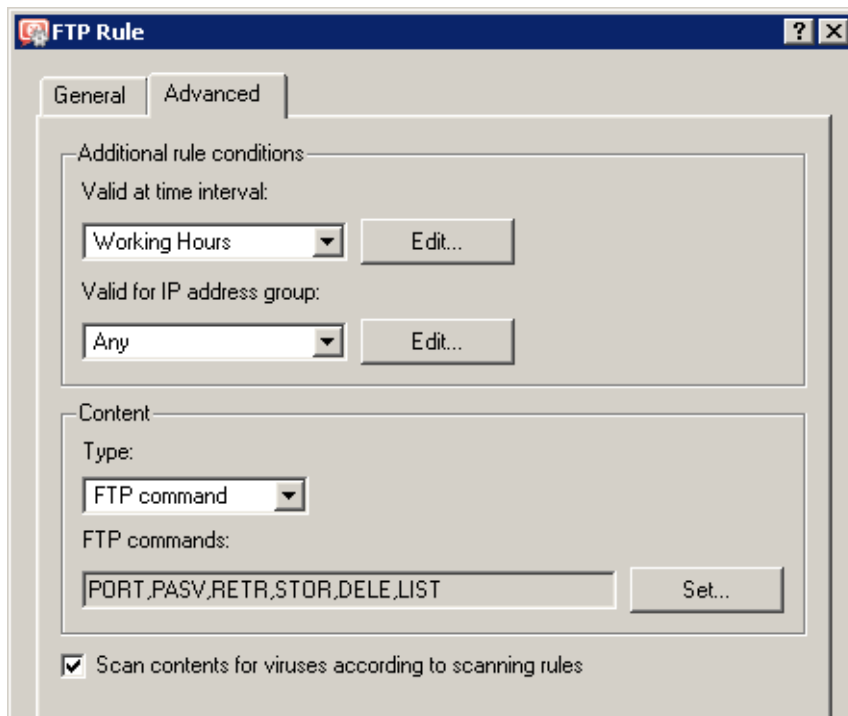 FTP Rule
General Advanced
Additional rule conditions
Valid at time interval:
Working Hours Edit...
Valid for IP address group:
Any Edit...
Content
Type:
FTP command
FTP commands:
PORT,PASV,RETR,STOR,DELE,LIST Set...
Scan contents for viruses according to scanning rules